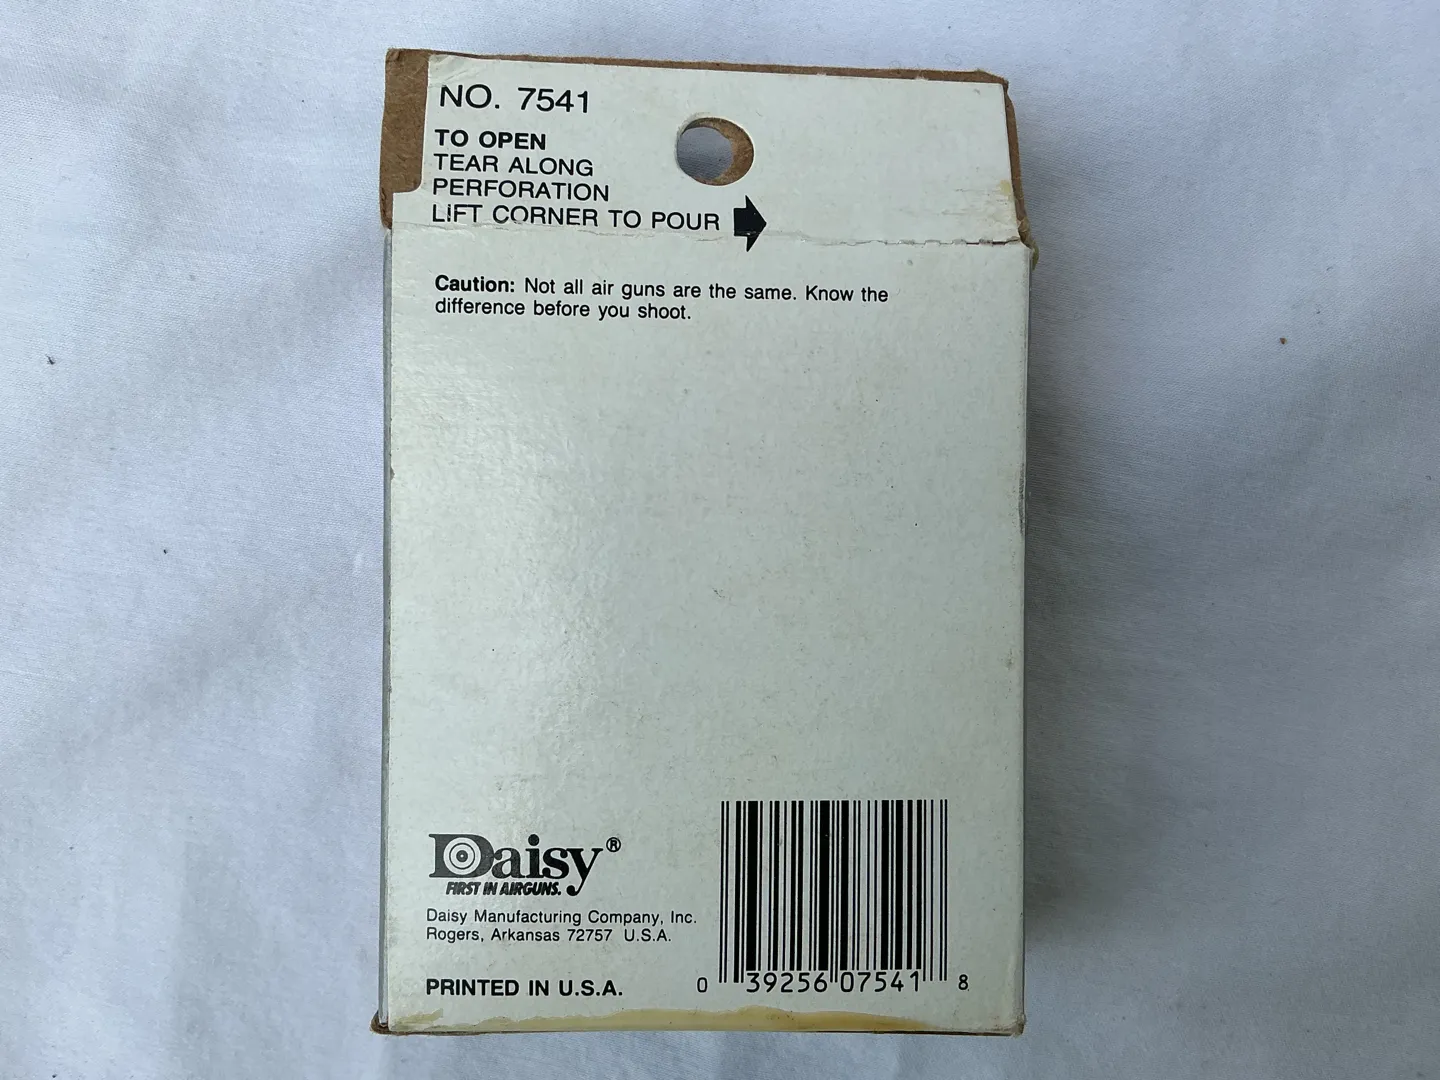 NO. 7541
TO OPEN
TEAR ALONG
PERFORATION
LIFT CORNER TO POUR
Caution: Not all air guns are the same. Know the
difference before you shoot.
Daisy®
FIRST IN AIRGUNS.
Daisy Manufacturing Company, Inc.
Rogers, Arkansas 72757 U.S.A.
PRINTED IN U.S.A.
0 39256 07541 8